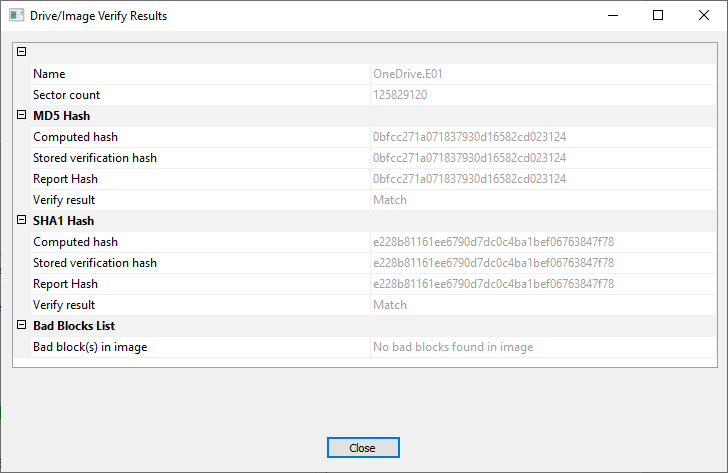 Drive/Image Verify Results
Name OneDrive.E01
Sector count 125829120
MD5 Hash
Computed hash 0bfcc271a071837930d16582cd023124
Stored verification hash 0bfcc271a071837930d16582cd023124
Report Hash 0bfcc271a071837930d16582cd023124
Verify result Match
SHA1 Hash
Computed hash e228b81161ee6790d7dc0c4ba1bef06763847f78
Stored verification hash e228b81161ee6790d7dc0c4ba1bef06763847f78
Report Hash e228b81161ee6790d7dc0c4ba1bef06763847f78
Verify result Match
Bad Blocks List
Bad block(s) in image No bad blocks found in image
Close